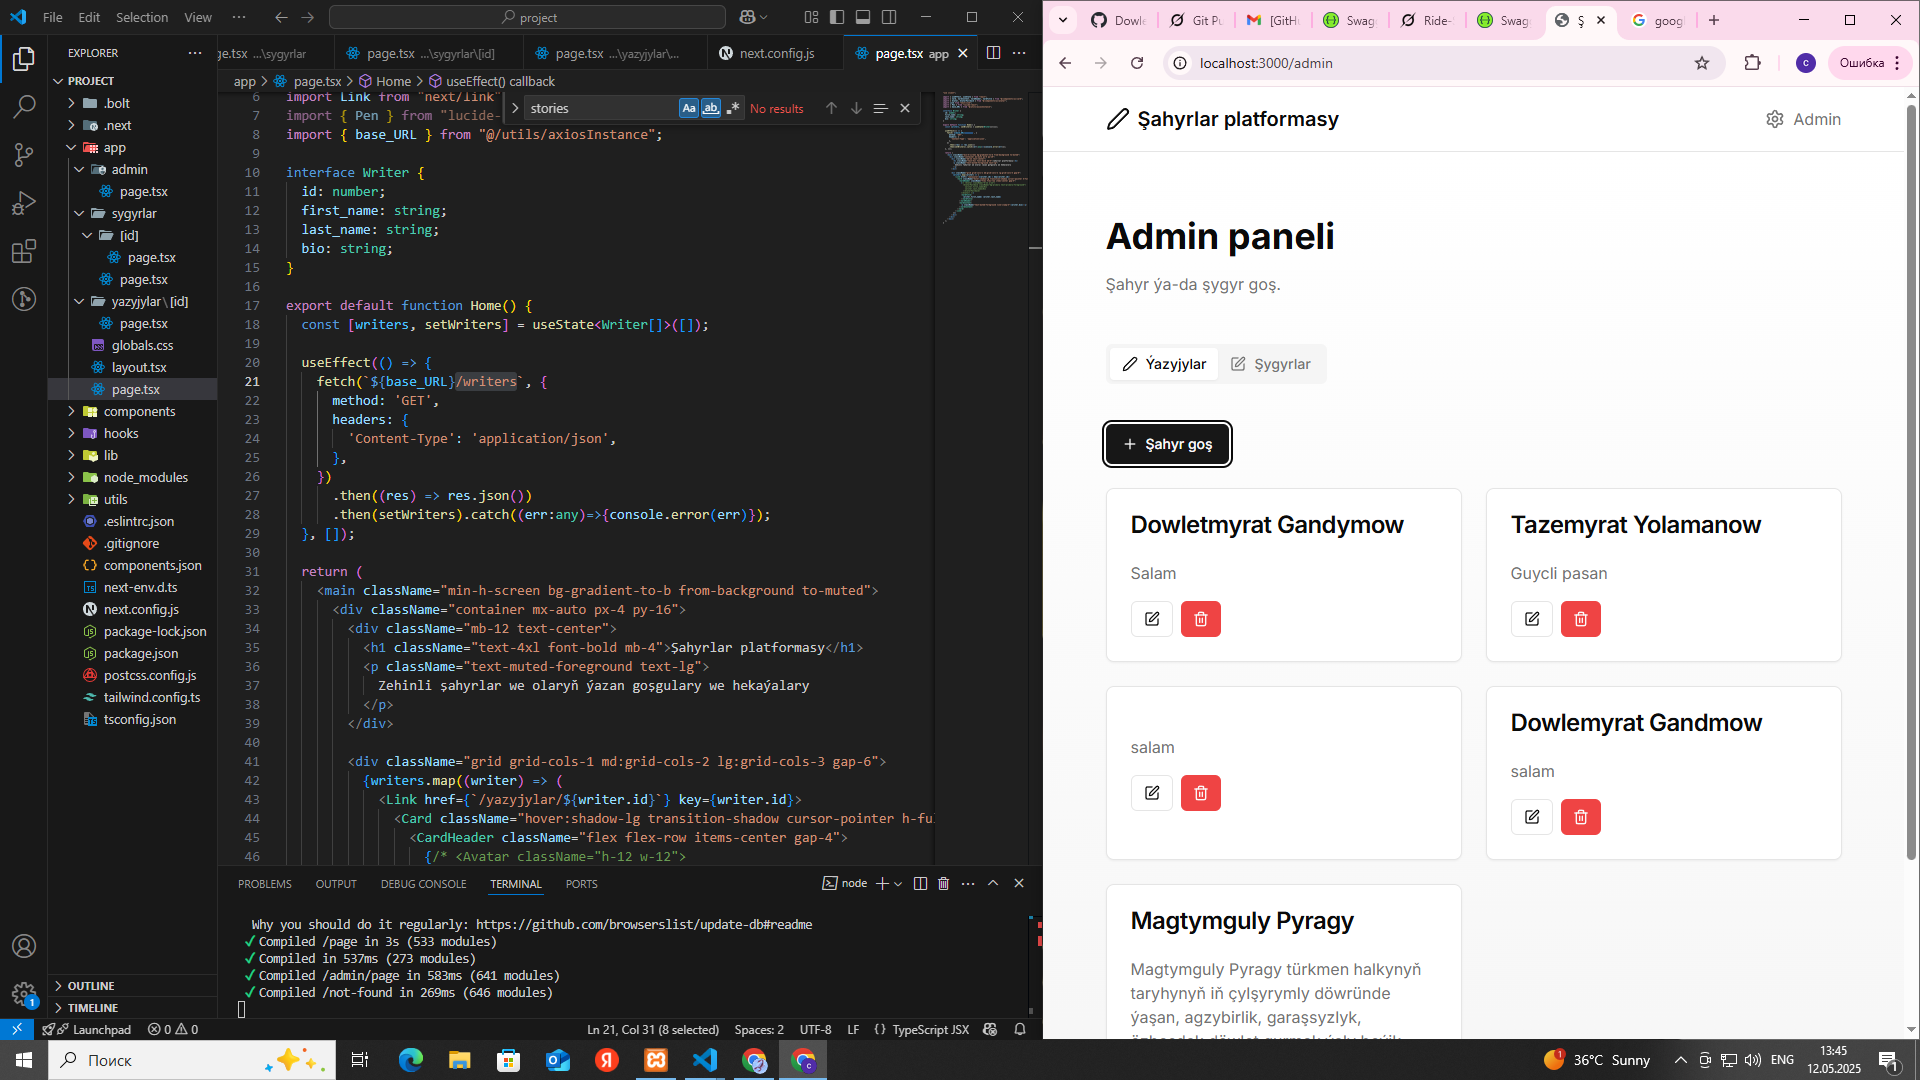 File Edit Selection View ···
project
EXPLORER
PROJECT
.bolt
.next
app
admin
page.tsx
sygyrlar
[id]
page.tsx
page.tsx
yazyjylar\[id]
page.tsx
globals.css
layout.tsx
page.tsx
components
hooks
lib
node_modules
utils
.eslintrc.json
.gitignore
components.json
next-env.d.ts
next.config.js
package-lock.json
package.json
postcss.config.js
tailwind.config.ts
tsconfig.json
OUTLINE
TIMELINE
ge.tsx ...\sygyrlar
page.tsx ...\sygyrlar\[id]
page.tsx ...\yazyjylar\...
next.config.js
page.tsx app
app > page.tsx > Home > useEffect() callback
stories
Aa ab .* No results
6 import Link from "next/link"
7 import { Pen } from "lucide-
8 import { base_URL } from "@/utils/axiosInstance";
9
10 interface Writer {
11 id: number;
12 first_name: string;
13 last_name: string;
14 bio: string;
15 }
16
17 export default function Home() {
18 const [writers, setWriters] = useState<Writer[]>([]);
19
20 useEffect(() => {
21 fetch(`${base_URL}/writers`, {
22 method: 'GET',
23 headers: {
24 'Content-Type': 'application/json',
25 },
26 })
27 .then((res) => res.json())
28 .then(setWriters).catch((err:any)=>{console.error(err)});
29 }, []);
30
31 return (
32 <main className="min-h-screen bg-gradient-to-b from-background to-muted">
33 <div className="container mx-auto px-4 py-16">
34 <div className="mb-12 text-center">
35 <h1 className="text-4xl font-bold mb-4">Şahyrlar platformasy</h1>
36 <p className="text-muted-foreground text-lg">
37 Zehinli şahyrlar we olaryň ýazan goşgulary we hekaýalary
38 </p>
39 </div>
40
41 <div className="grid grid-cols-1 md:grid-cols-2 lg:grid-cols-3 gap-6">
42 {writers.map((writer) => (
43 <Link href={`/yazyjylar/${writer.id}`} key={writer.id}>
44 <Card className="hover:shadow-lg transition-shadow cursor-pointer h-fu
45 <CardHeader className="flex flex-row items-center gap-4">
46 {/* <Avatar className="h-12 w-12">
PROBLEMS OUTPUT DEBUG CONSOLE TERMINAL PORTS
node
Why you should do it regularly: https://github.com/browserslist/update-db#readme
✓ Compiled /page in 3s (533 modules)
✓ Compiled in 537ms (273 modules)
✓ Compiled /admin/page in 583ms (641 modules)
✓ Compiled /not-found in 269ms (646 modules)
Launchpad 0 0
Ln 21, Col 31 (8 selected) Spaces: 2 UTF-8 LF {} TypeScript JSX
Dowle
Git Pu
[GitH
Swag
Ride-
Swag
Ş
goog
localhost:3000/admin
c
Ошибка
Şahyrlar platformasy
Admin
Admin paneli
Şahyr ýa-da şygyr goş.
Ýazyjylar
Şygyrlar
+ Şahyr goş
Dowletmyrat Gandymow
Salam
Tazemyrat Yolamanow
Guycli pasan
salam
Dowlemyrat Gandmow
salam
Magtymguly Pyragy
Magtymguly Pyragy türkmen halkynyň
taryhynyň iň çylşyrymly döwründe
ýaşan, agzybirlik, garaşsyzlyk,
Поиск
36°C Sunny
ENG
13:45
12.05.2025